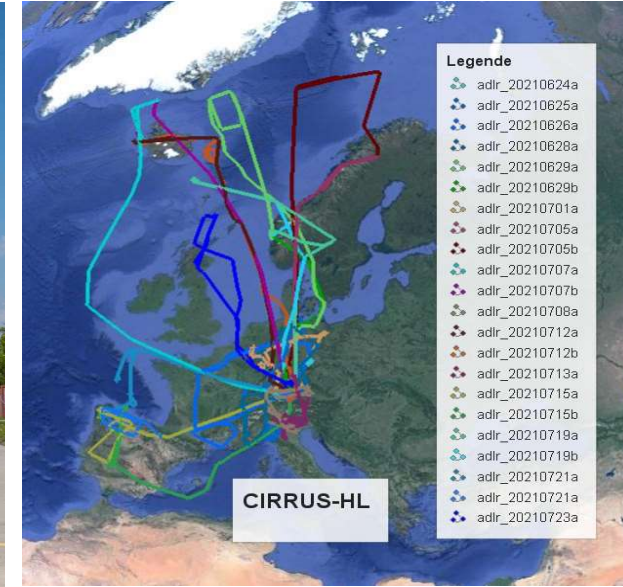 Legende
adlr_20210624a
adlr_20210625a
adlr_20210626a
adlr_20210628a
adlr_20210629a
adlr_20210629b
adlr_20210701a
adlr_20210705a
adlr_20210705b
adlr_20210707a
adlr_20210707b
adlr_20210708a
adlr_20210712a
adlr_20210712b
adlr_20210713a
adlr_20210715a
adlr_20210715b
adlr_20210719a
adlr_20210719b
adlr_20210721a
adlr_20210721a
adlr_20210723a
CIRRUS-HL